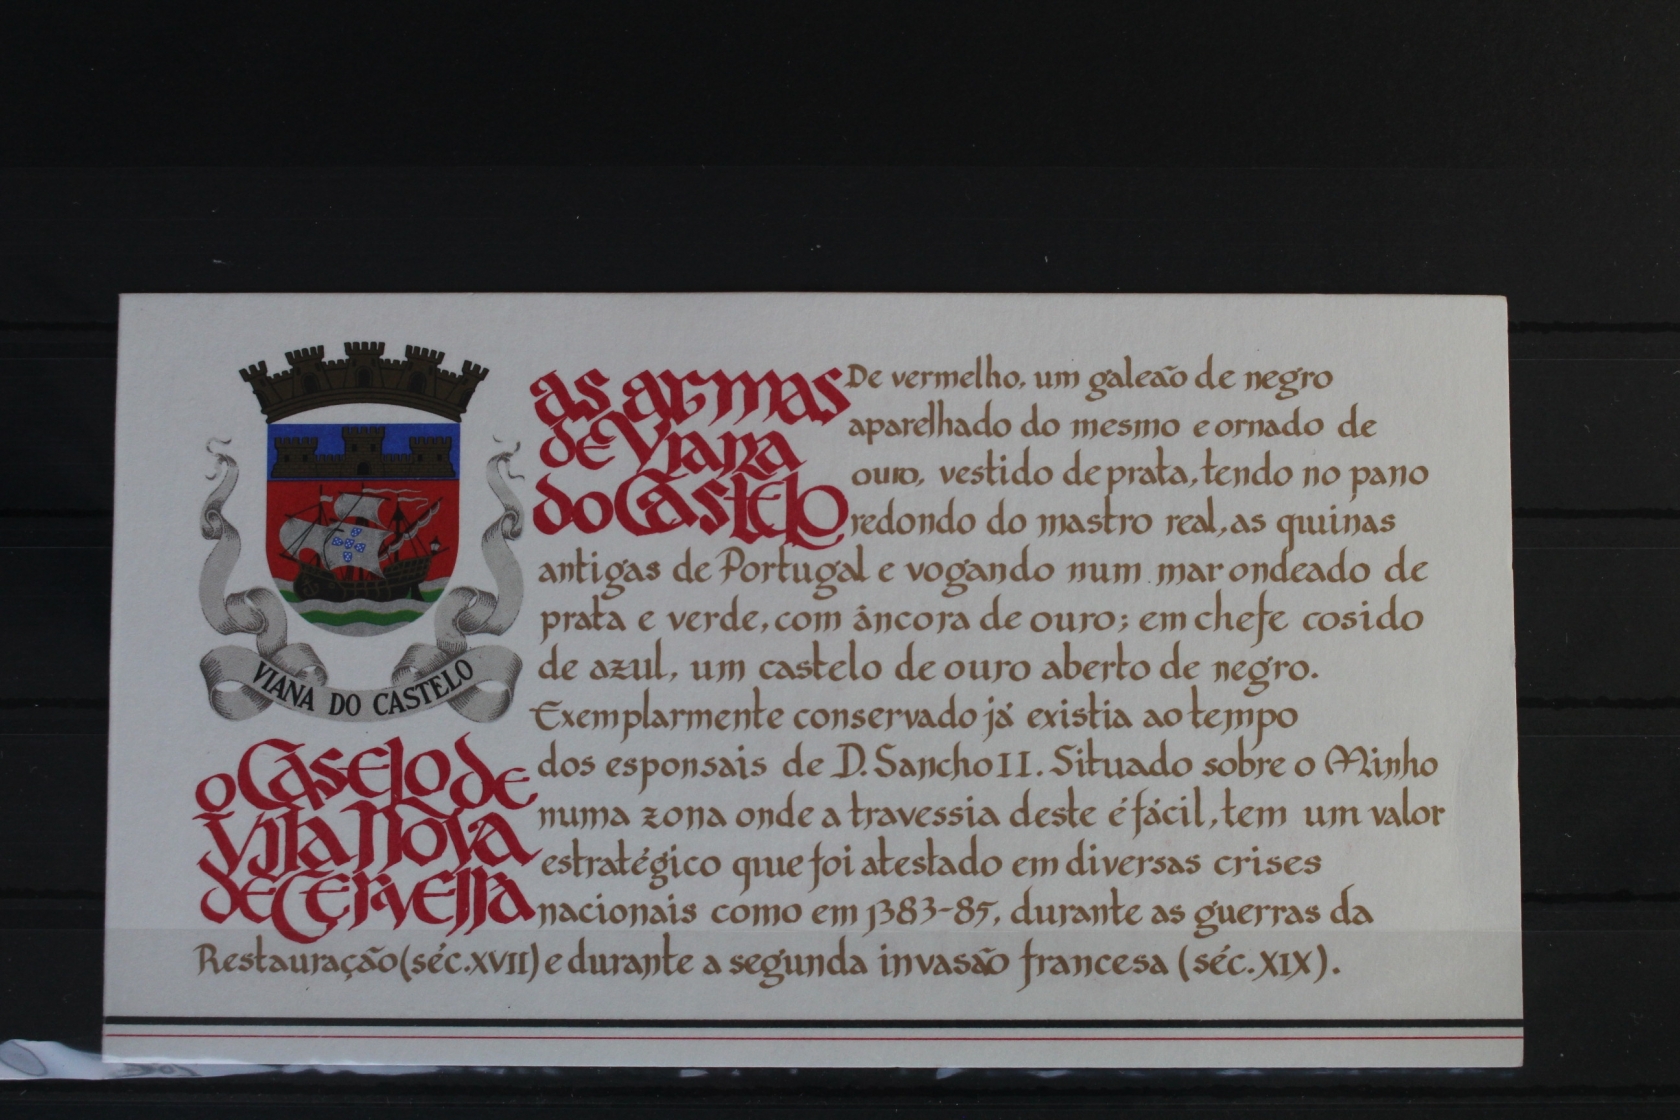 VIANA DO CASTELO
as armas
de Viana
do Castelo
De vermelho, um galeão de negro
aparelhado do mesmo e ornado de
ouro, vestido de prata, tendo no pano
redondo do mastro real, as quinas
antigas de Portugal e vogando num mar ondeado de
prata e verde, com âncora de ouro; em chefe cosido
de azul, um castelo de ouro aberto de negro.
o Castelo de
Vila Nova
de Cerveira
Exemplarmente conservado já existia ao tempo
dos esponsais de D. Sancho II. Situado sobre o Minho
numa zona onde a travessia deste é fácil, tem um valor
estratégico que foi atestado em diversas crises
nacionais como em 1383-85, durante as guerras da
Restauração (séc. XVII) e durante a segunda invasão francesa (séc. XIX).